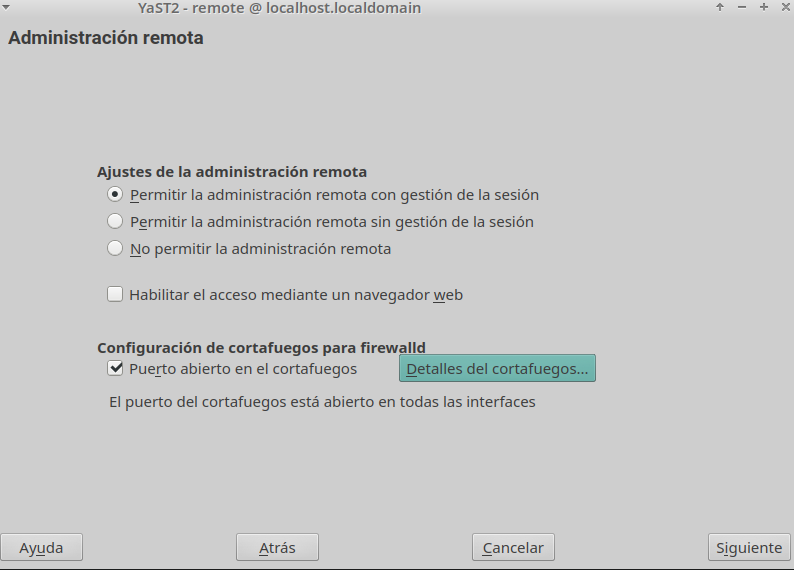 YaST2 - remote @ localhost.localdomain
Administración remota
Ajustes de la administración remota
Permitir la administración remota con gestión de la sesión
Permitir la administración remota sin gestión de la sesión
No permitir la administración remota
Habilitar el acceso mediante un navegador web
Configuración de cortafuegos para firewalld
Puerto abierto en el cortafuegos Detalles del cortafuegos...
El puerto del cortafuegos está abierto en todas las interfaces
Ayuda Atrás Cancelar Siguiente